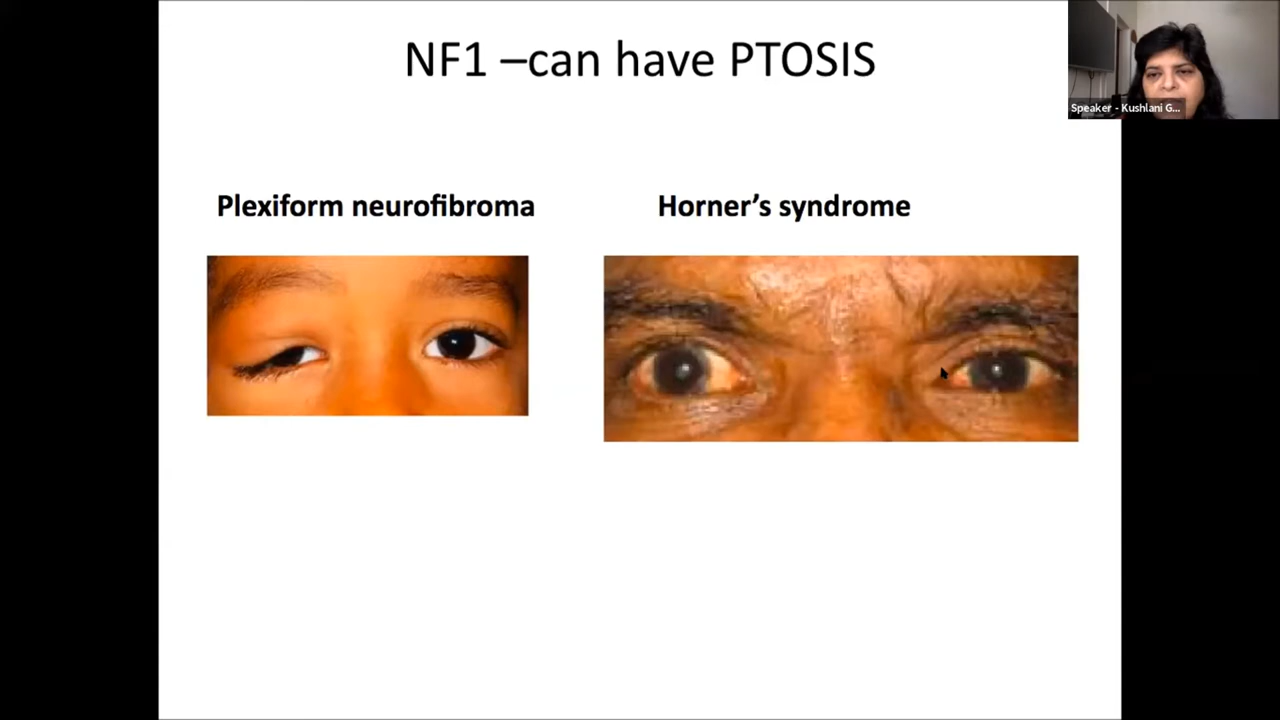 NF1 –can have PTOSIS
Speaker - Kushlani G...
Plexiform neurofibroma
Horner's syndrome